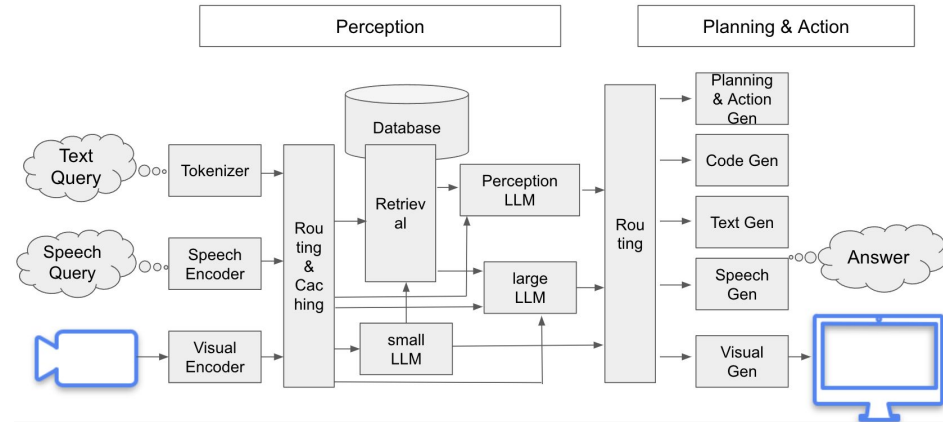 Perception
Planning & Action
Text
Query
Tokenizer
Speech
Query
Speech
Encoder
Visual
Encoder
Rou
ting
&
Cac
hing
Database
Retriev
al
Perception
LLM
large
LLM
small
LLM
Rou
ting
Planning
& Action
Gen
Code Gen
Text Gen
Speech
Gen
Visual
Gen
Answer